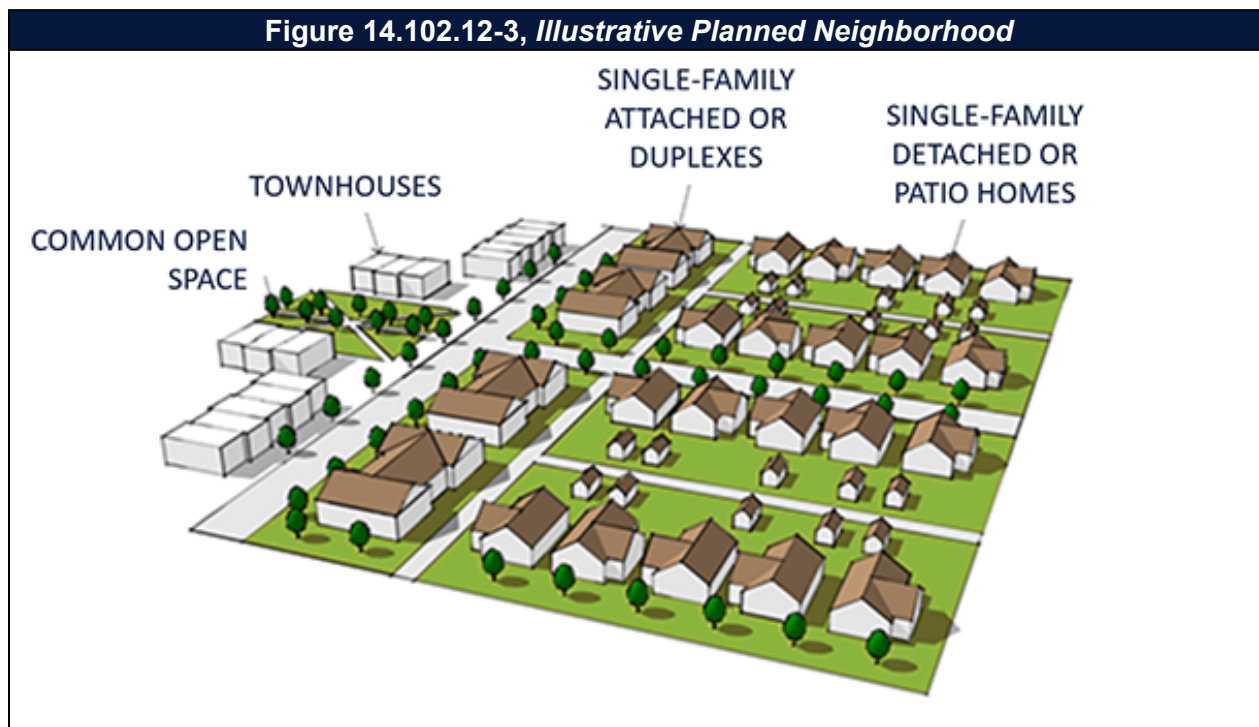 Figure 14.102.12-3, Illustrative Planned Neighborhood
SINGLE-FAMILY
ATTACHED OR
DUPLEXES
SINGLE-FAMILY
DETACHED OR
PATIO HOMES
TOWNHOUSES
COMMON OPEN
SPACE